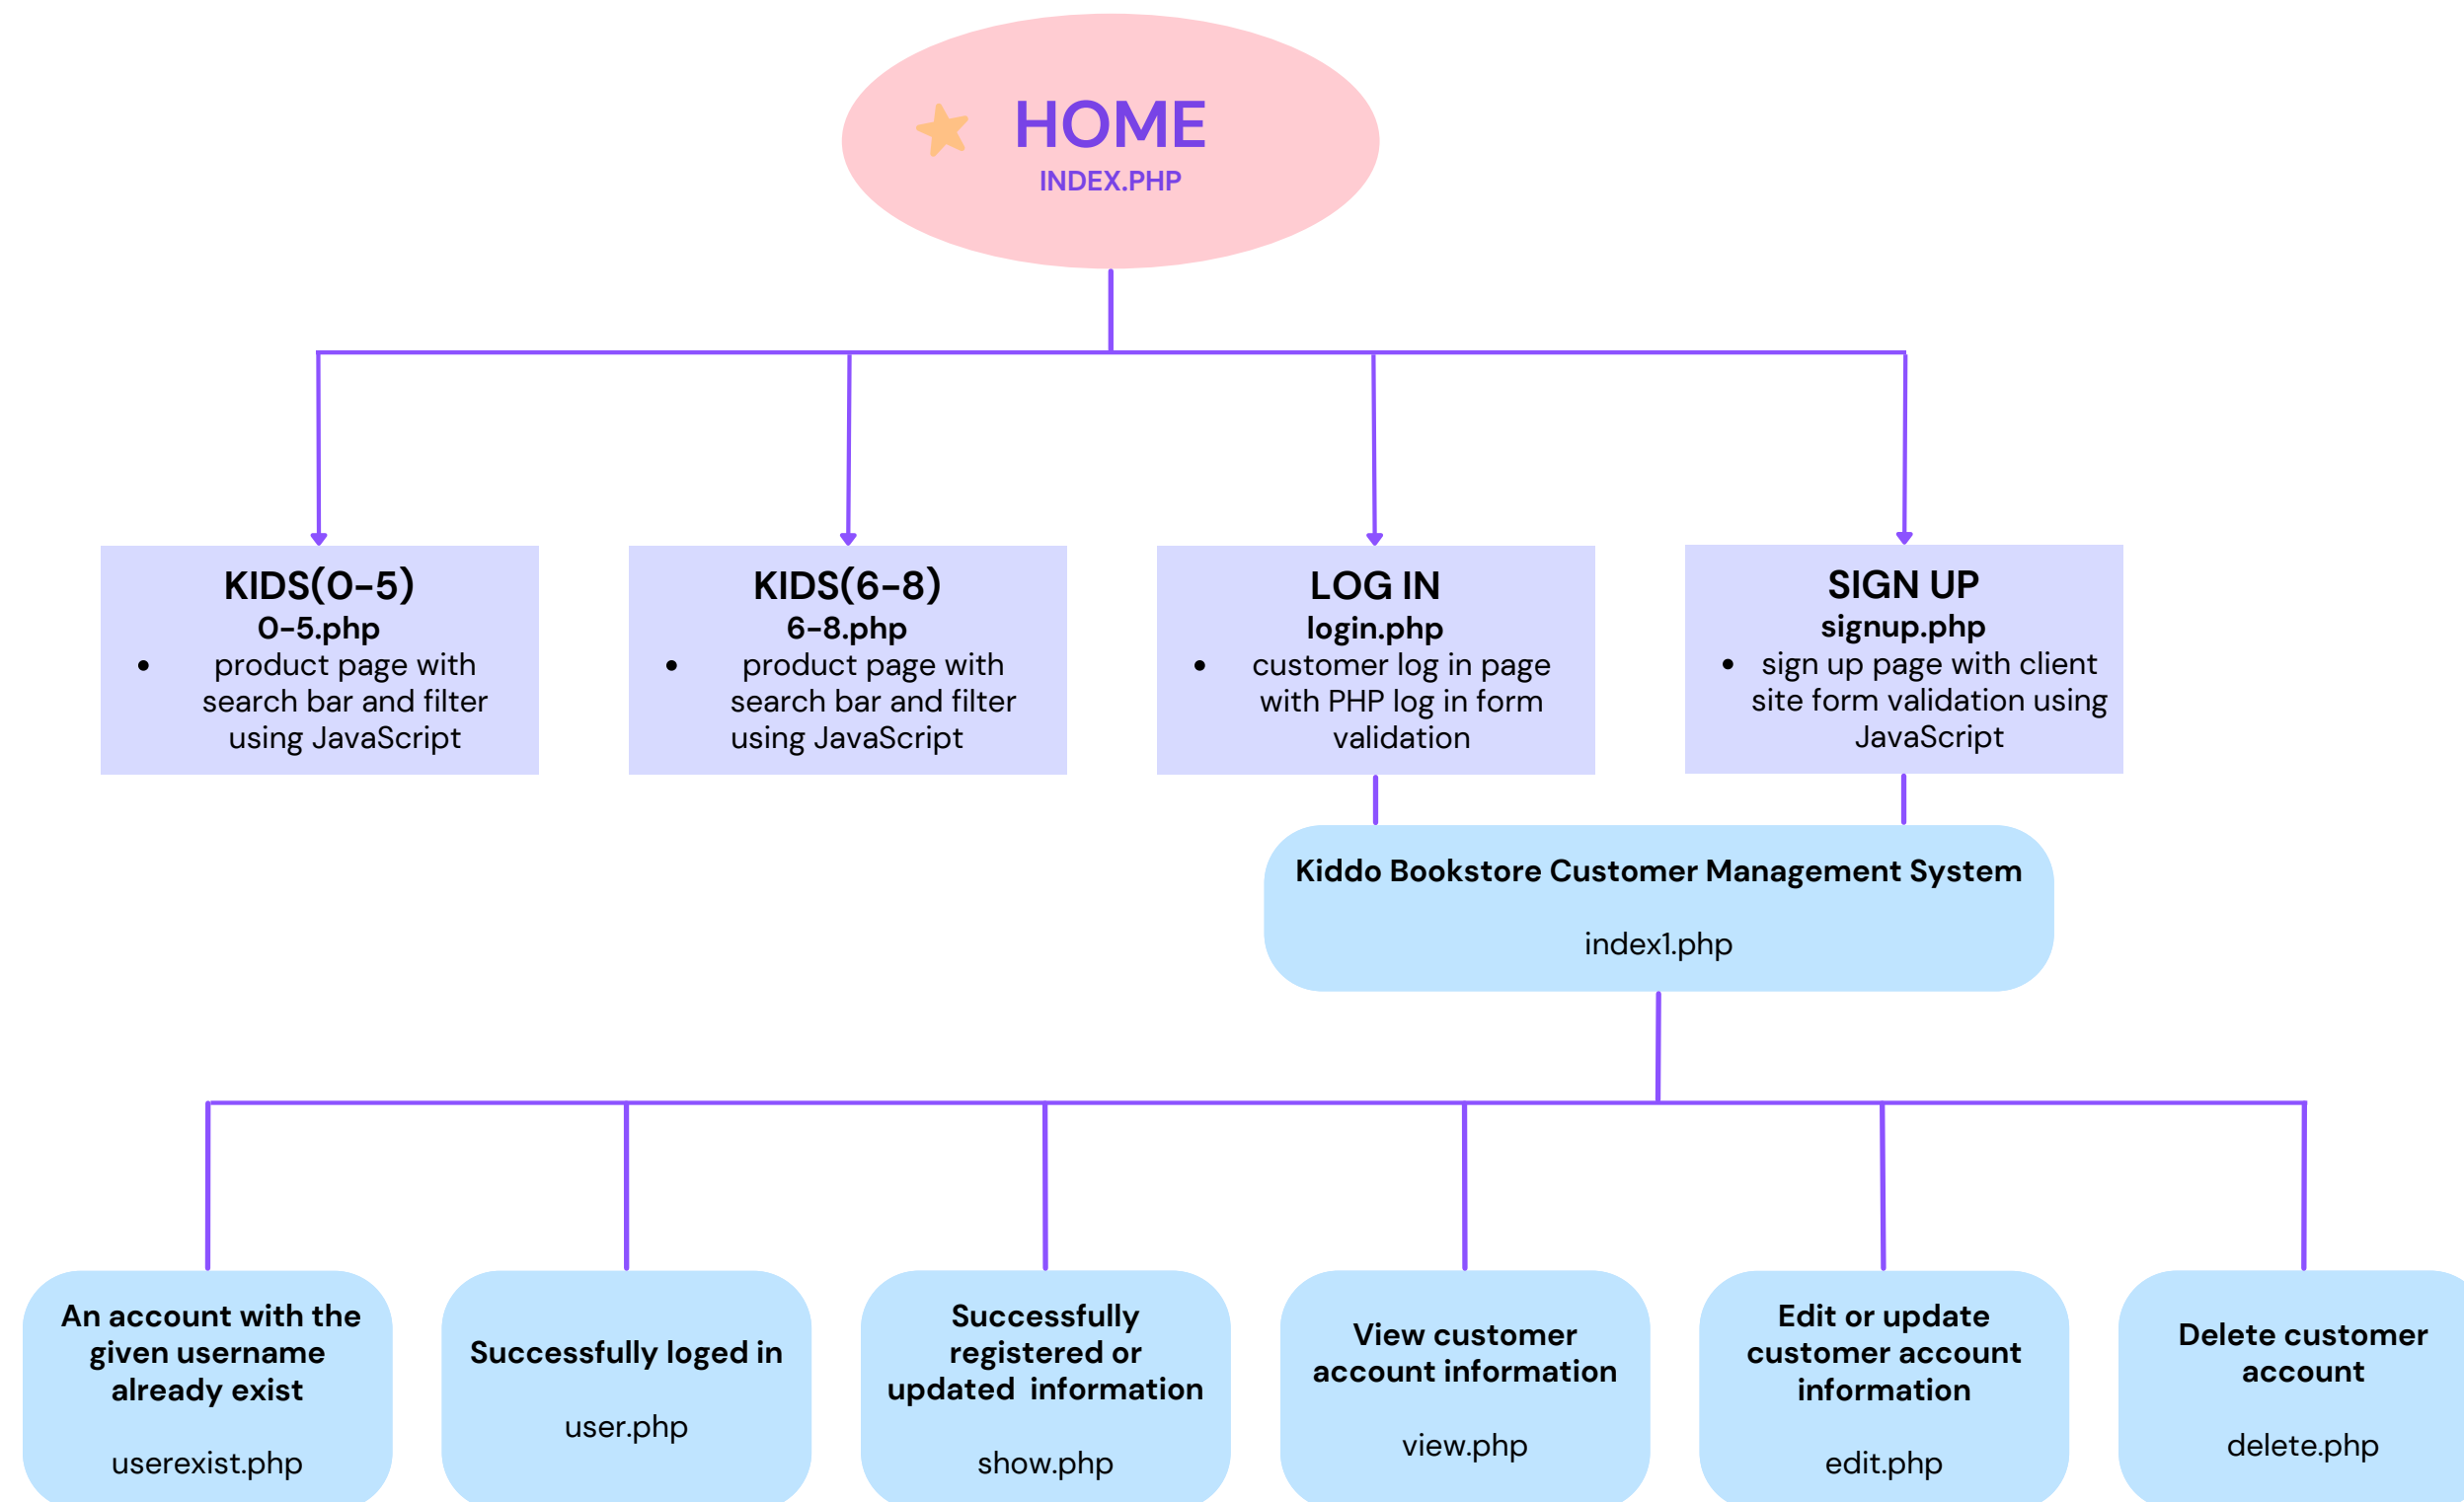 HOME
INDEX.PHP
KIDS(0-5)
0-5.php
• product page with
search bar and filter
using JavaScript
KIDS(6-8)
6-8.php
• product page with
search bar and filter
using JavaScript
LOG IN
login.php
• customer log in page
with PHP log in form
validation
SIGN UP
signup.php
• sign up page with client
site form validation using
JavaScript
Kiddo Bookstore Customer Management System
index1.php
An account with the
given username
already exist
userexist.php
Successfully loged in
user.php
Successfully
registered or
updated  information
show.php
View customer
account information
view.php
Edit or update
customer account
information
edit.php
Delete customer
account
delete.php